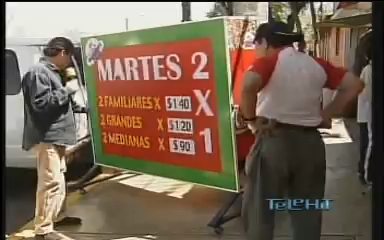 MARTES 2
X
1
2 FAMILIARES X $140
2 GRANDES X $120
2 MEDIANAS X $90
TELEHIT